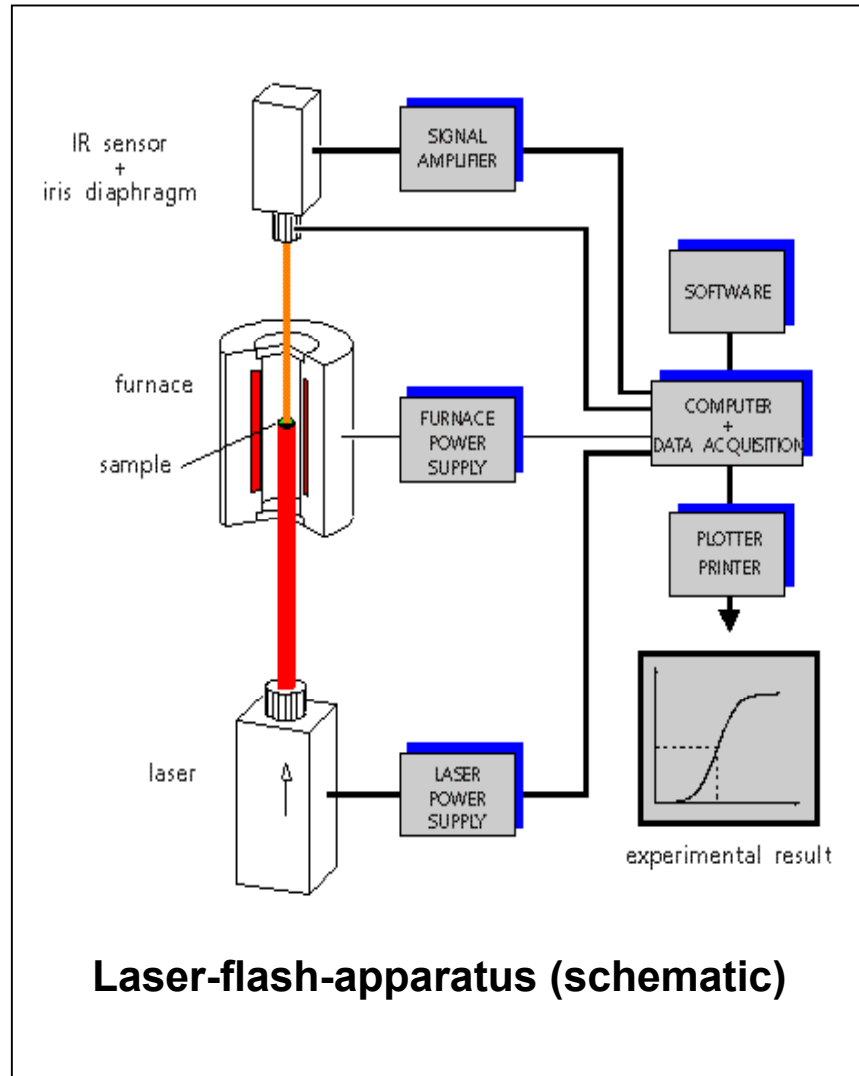 IR sensor
+
iris diaphragm
SIGNAL
AMPLIFIER
SOFTWARE
furnace
sample
FURNACE
POWER
SUPPLY
COMPUTER
+
DATA ACQUISITION
PLOTTER
PRINTER
laser
LASER
POWER
SUPPLY
experimental result
Laser-flash-apparatus (schematic)